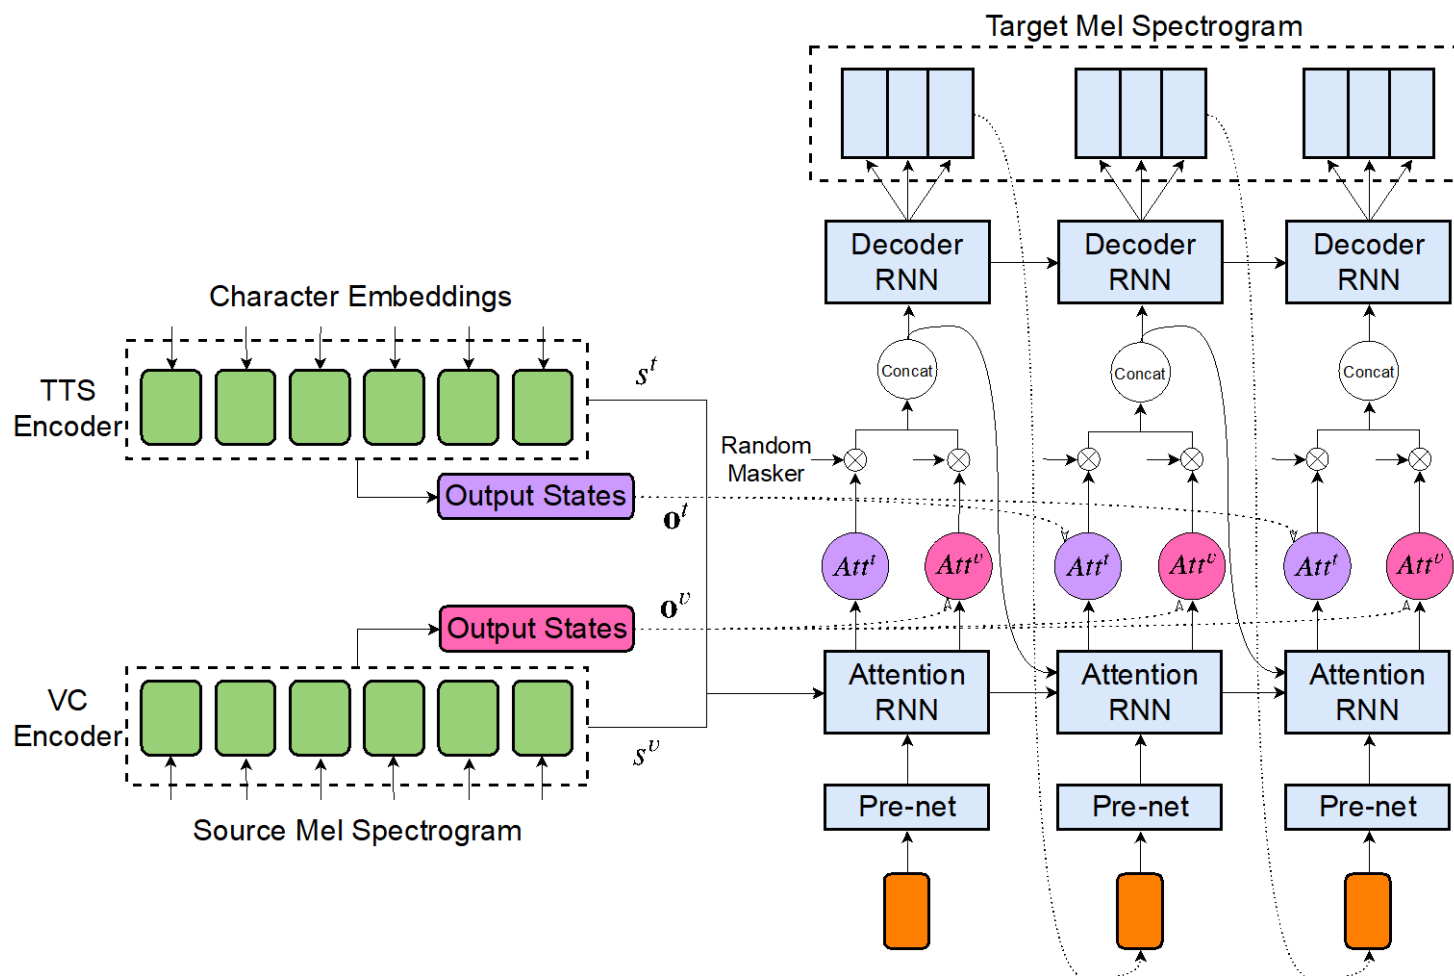 Target Mel Spectrogram
Decoder
RNN
Decoder
RNN
Decoder
RNN
Character Embeddings
TTS
Encoder
s^t
Concat
Concat
Concat
Random
Masker
Output States
o^t
Att^t
Att^υ
Att^t
Att^υ
Att^t
Att^υ
o^υ
Output States
VC
Encoder
s^υ
Attention
RNN
Attention
RNN
Attention
RNN
Source Mel Spectrogram
Pre-net
Pre-net
Pre-net